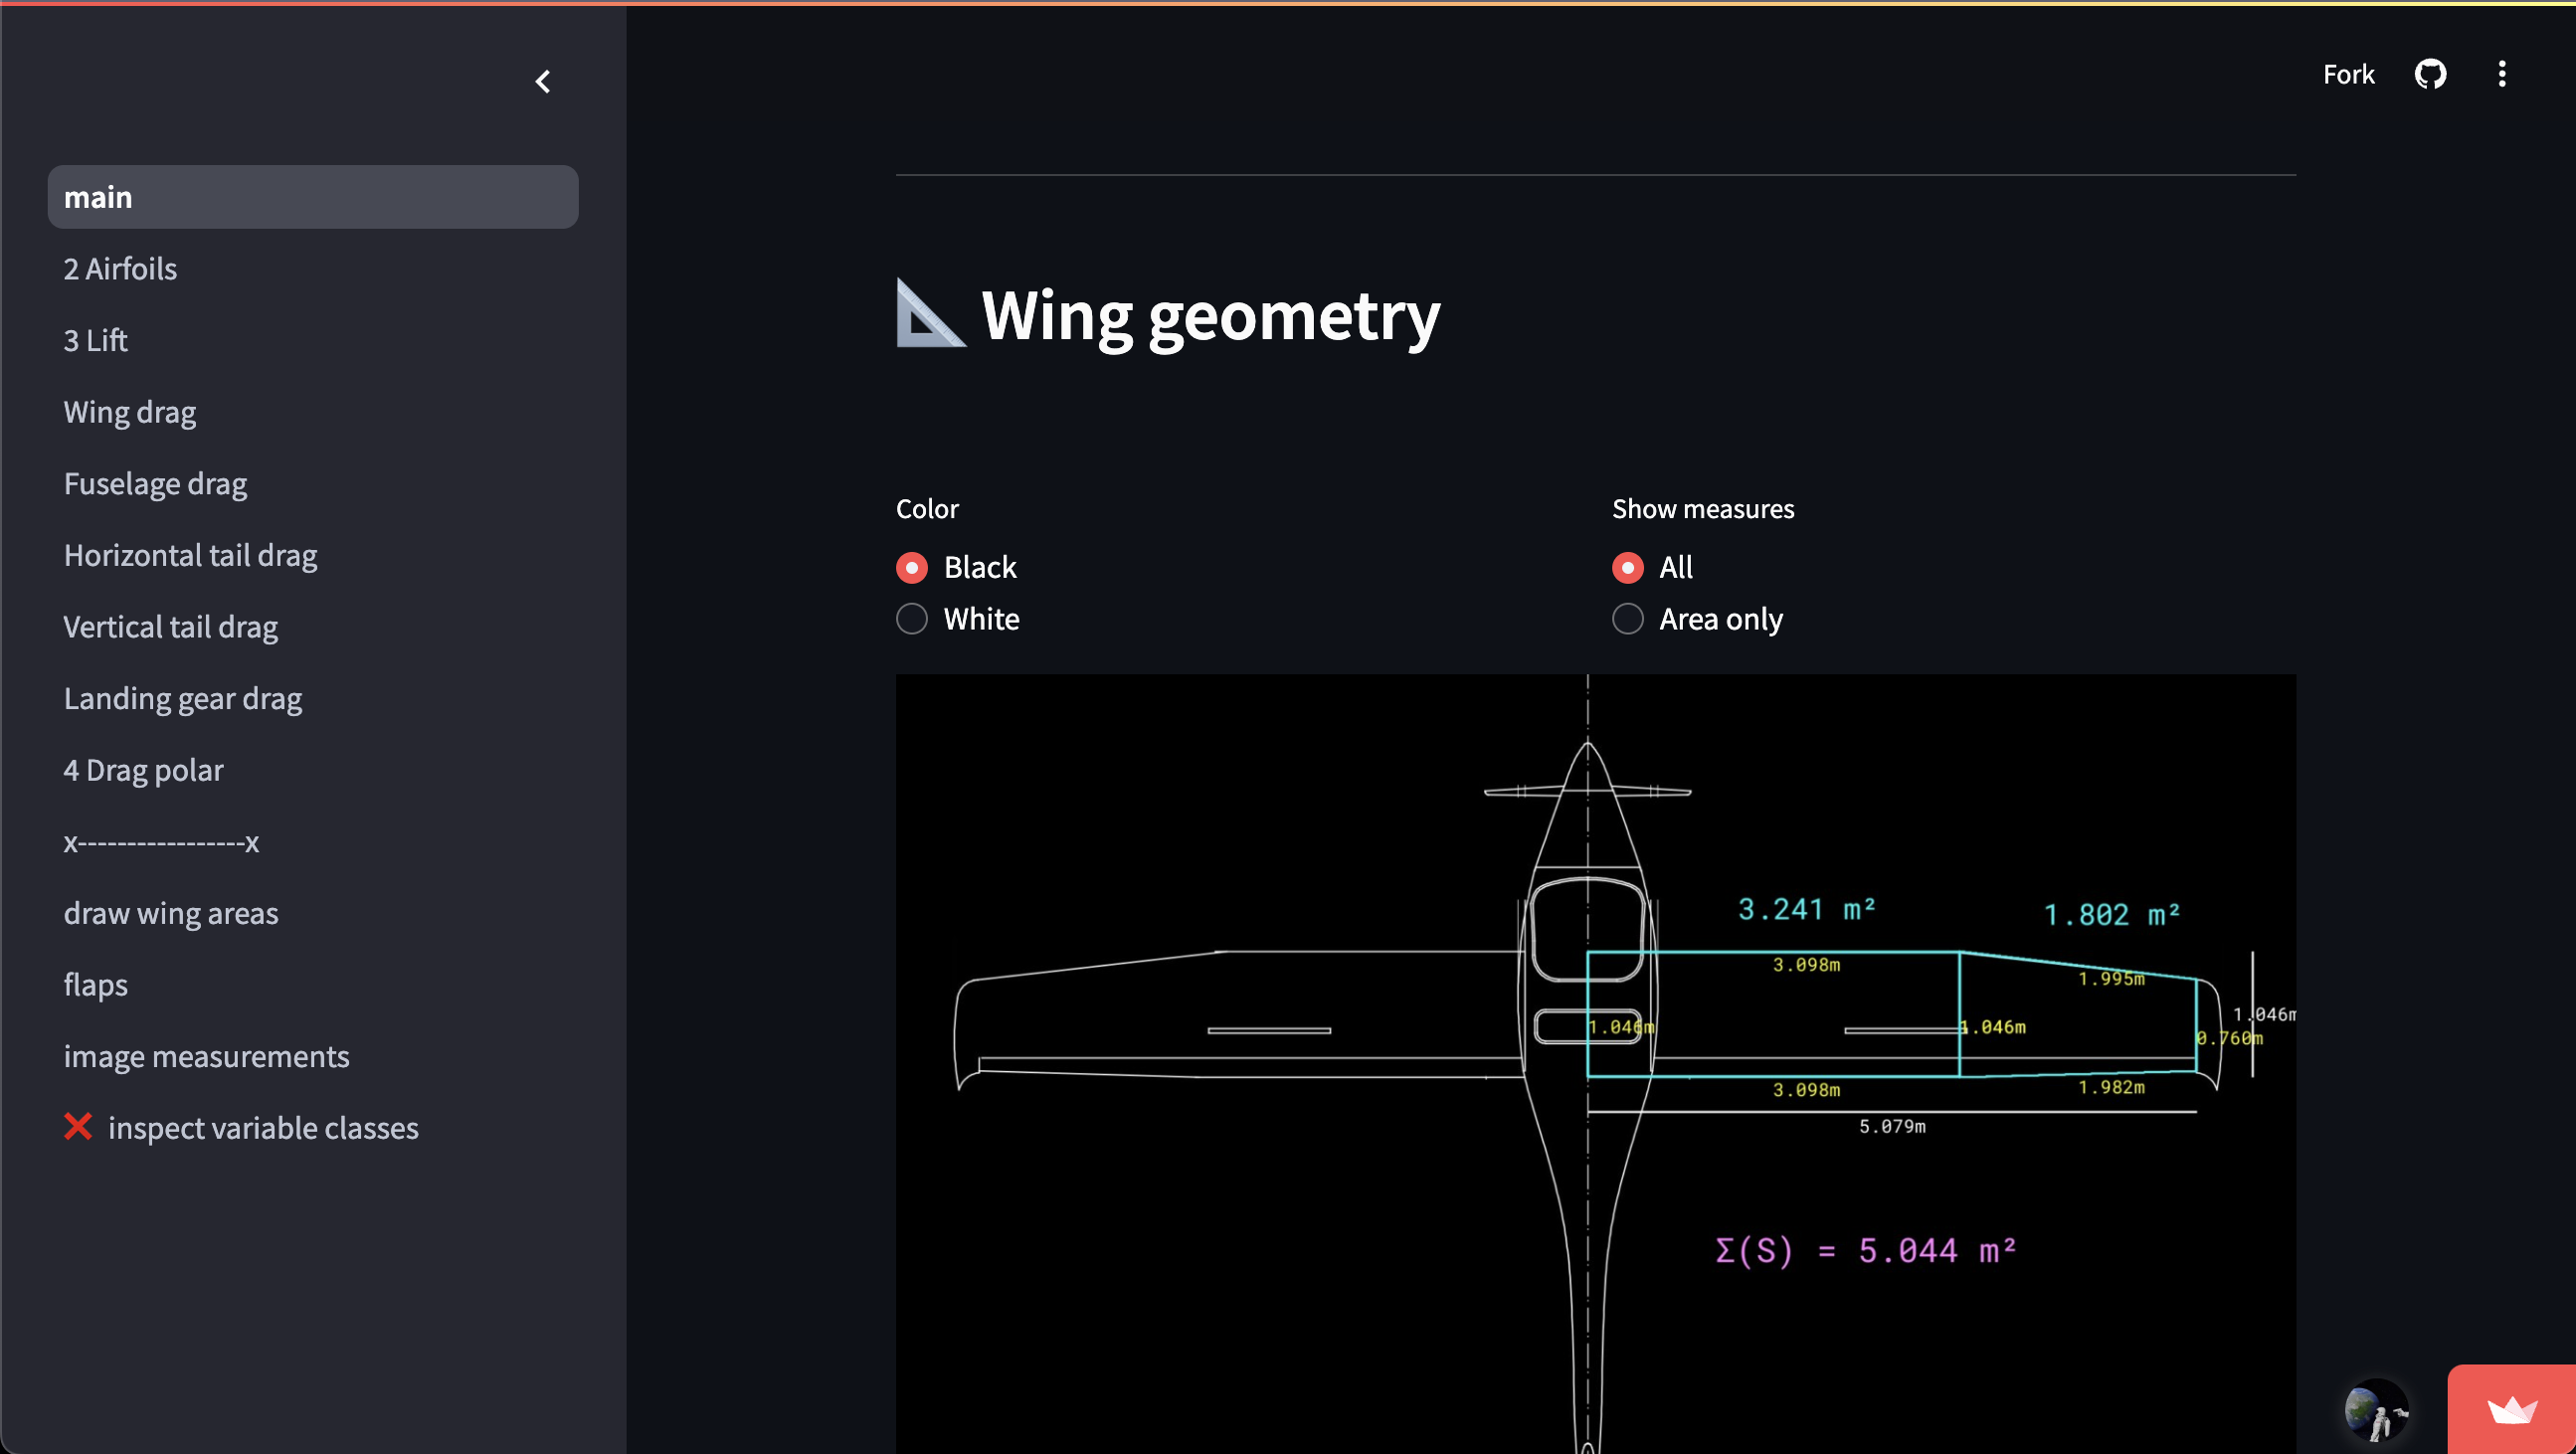 Fork
main
2 Airfoils
3 Lift
Wing drag
Fuselage drag
Horizontal tail drag
Vertical tail drag
Landing gear drag
4 Drag polar
x-----------------x
draw wing areas
flaps
image measurements
❌ inspect variable classes
📐 Wing geometry
Color
Black
White
Show measures
All
Area only
3.241 m²
1.802 m²
3.098m
1.995m
1.046m
1.046m
1.046m
0.760m
3.098m
1.982m
5.079m
Σ(S) = 5.044 m²